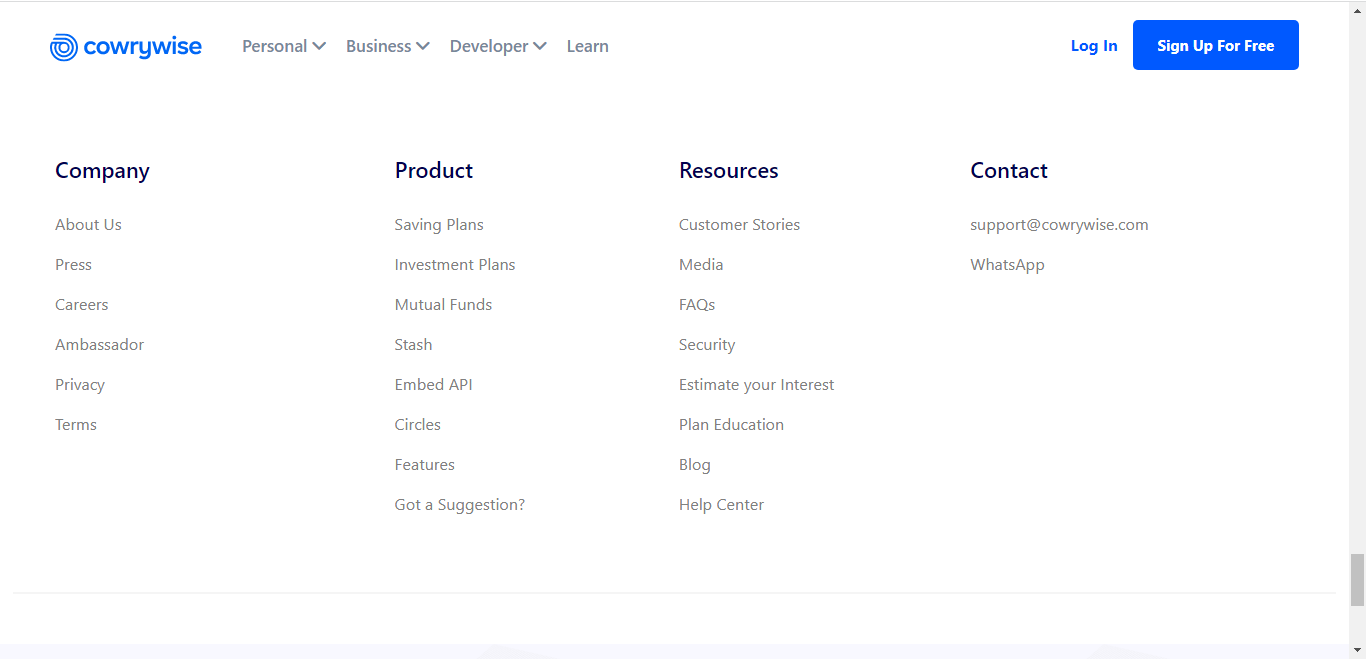 cowrywise
Personal
Business
Developer
Learn
Log In
Sign Up For Free
Company
About Us
Press
Careers
Ambassador
Privacy
Terms
Product
Saving Plans
Investment Plans
Mutual Funds
Stash
Embed API
Circles
Features
Got a Suggestion?
Resources
Customer Stories
Media
FAQs
Security
Estimate your Interest
Plan Education
Blog
Help Center
Contact
support@cowrywise.com
WhatsApp